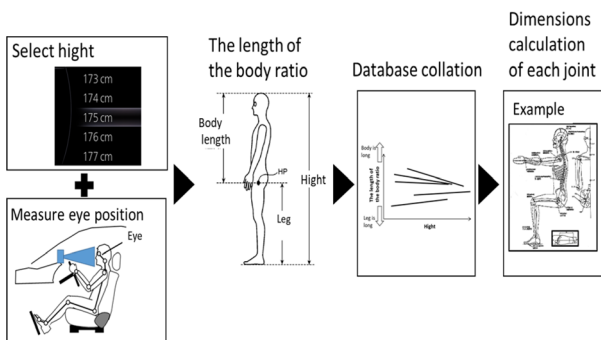 Select hight
173 cm
174 cm
175 cm
176 cm
177 cm
Measure eye position
Eye
The length of
the body ratio
Body
length
HP
Hight
Leg
Database collation
Body is
long
The length of
the body ratio
Leg is
long
Hight
Dimensions
calculation
of each joint
Example